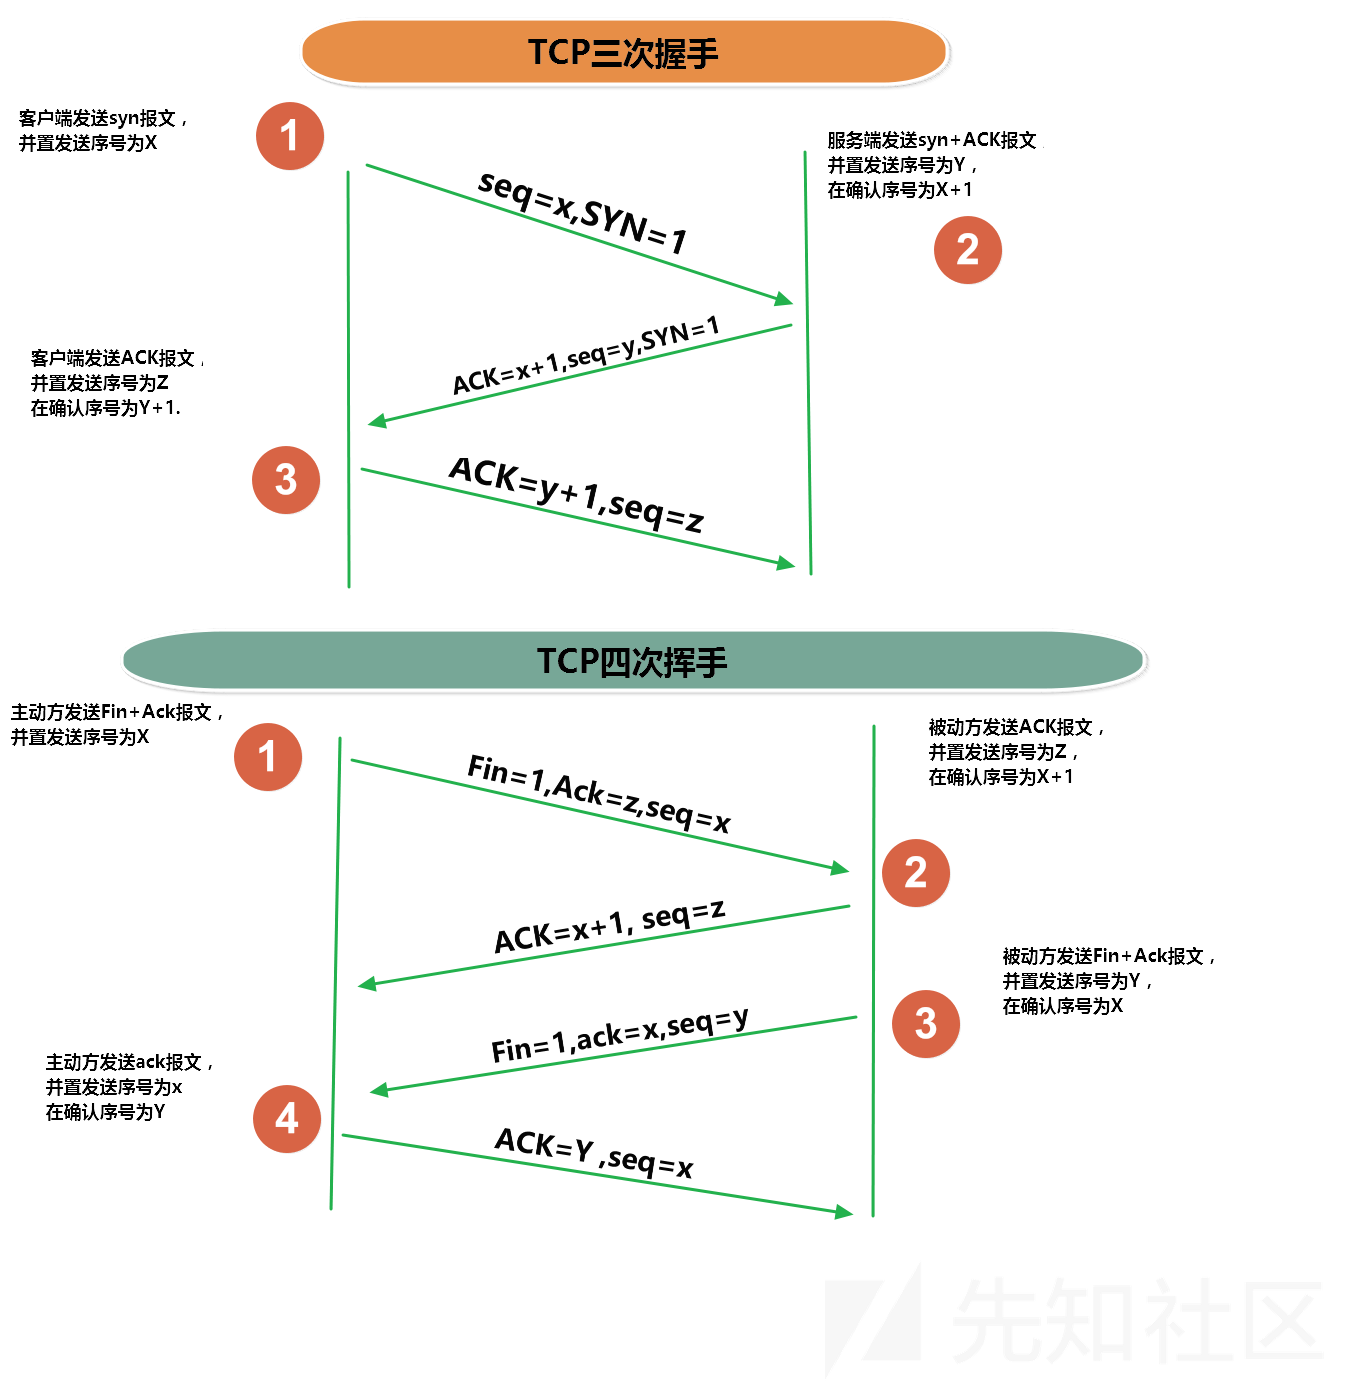 TCP三次握手
客户端发送syn报文，
并置发送序号为X
1
服务端发送syn+ACK报文
并置发送序号为Y，
在确认序号为X+1
2
seq=x,SYN=1
ACK=x+1,seq=y,SYN=1
客户端发送ACK报文，
并置发送序号为Z
在确认序号为Y+1.
3
ACK=y+1,seq=z
TCP四次挥手
主动方发送Fin+Ack报文，
并置发送序号为X
1
被动方发送ACK报文，
并置发送序号为Z，
在确认序号为X+1
Fin=1,Ack=z,seq=x
2
ACK=x+1, seq=z
被动方发送Fin+Ack报文，
并置发送序号为Y，
在确认序号为X
3
Fin=1,ack=x,seq=y
主动方发送ack报文，
并置发送序号为x
在确认序号为Y
4
ACK=Y ,seq=x
先知社区